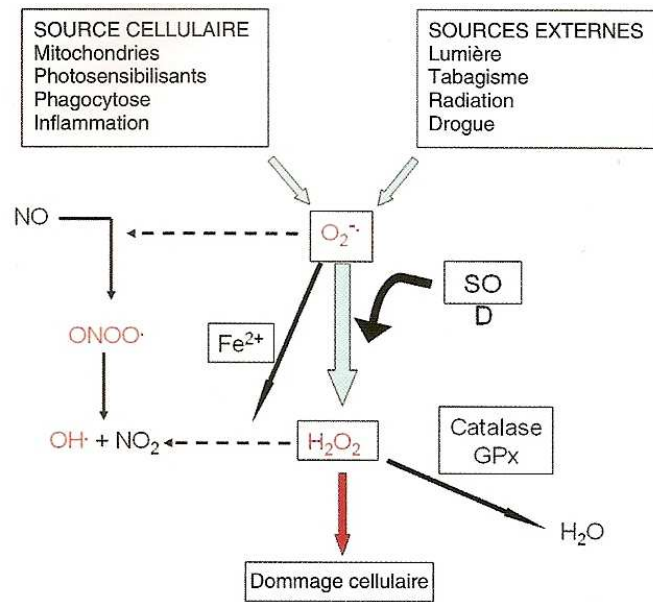 SOURCE CELLULAIRE
Mitochondries
Photosensibilisants
Phagocytose
Inflammation
SOURCES EXTERNES
Lumière
Tabagisme
Radiation
Drogue
NO
O₂⁻·
SO
D
ONOO·
Fe²⁺
OH· + NO₂
H₂O₂
Catalase
GPx
H₂O
Dommage cellulaire